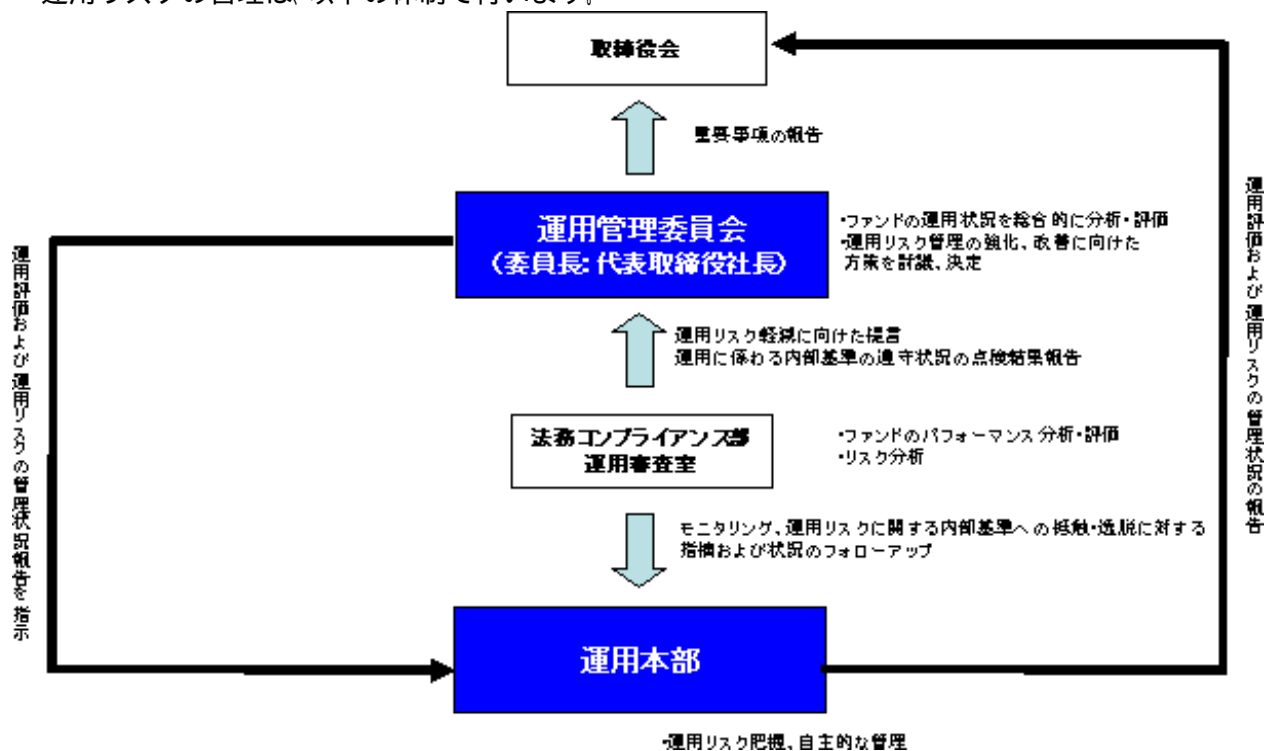 運用リスクの管理は、以下の体制で行います。
取締役会
重要事項の報告
運用管理委員会
（委員長：代表取締役社長）
・ファンドの運用状況を総合的に分析・評価
・運用リスク管理の強化、改善に向けた
方策を討議、決定
運用リスク軽減に向けた提言
運用に係わる内部基準の遵守状況の点検結果報告
法務コンプライアンス部
運用審査室
・ファンドのパフォーマンス分析・評価
・リスク分析
モニタリング、運用リスクに関する内部基準への抵触・逸脱に対する
指摘および状況のフォローアップ
運用本部
・運用リスク把握、自主的な管理
運用評価および運用リスクの管理状況報告を指示
運用評価および運用リスクの管理状況の報告